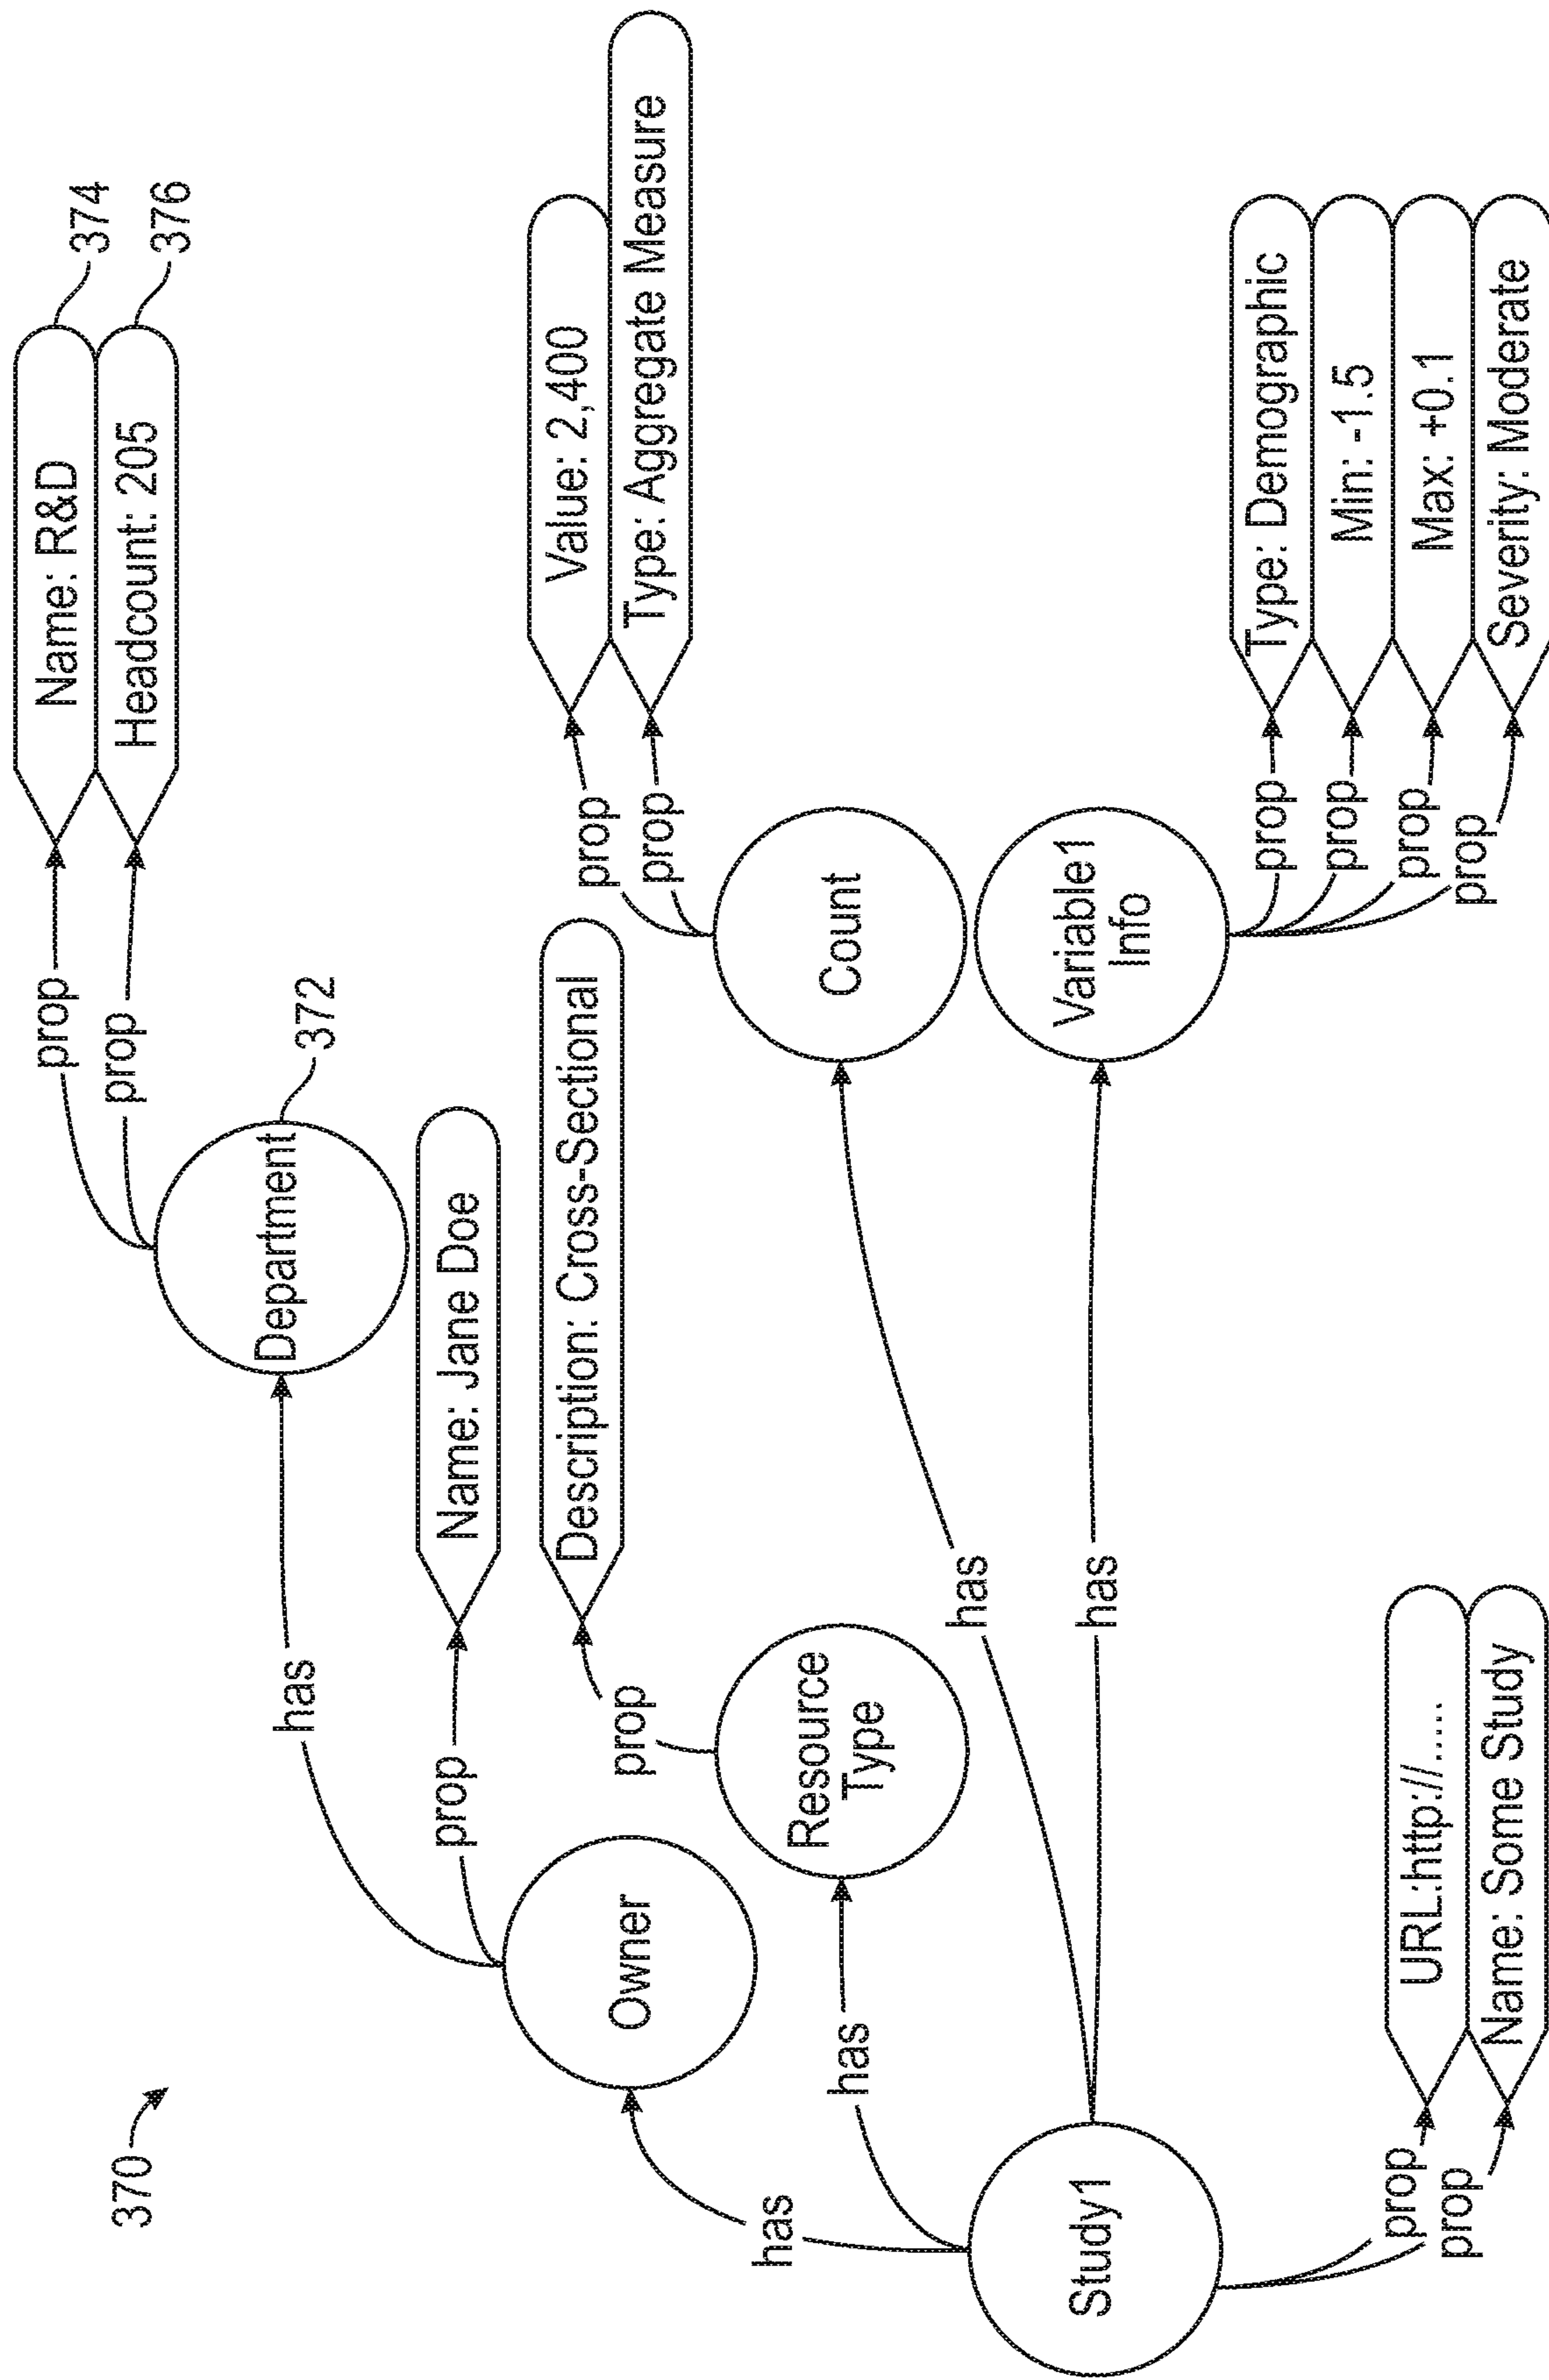 370
prop
prop
Name: R&D
Headcount: 205
374
376
Department
372
has
prop
Name: Jane Doe
Owner
prop
Description: Cross-Sectional
Resource
Type
has
has
Study1
has
has
Count
prop
prop
Value: 2,400
Type: Aggregate Measure
Variable1
Info
prop
prop
prop
prop
Type: Demographic
Min: -1.5
Max: +0.1
Severity: Moderate
prop
prop
URL:http://.....
Name: Some Study